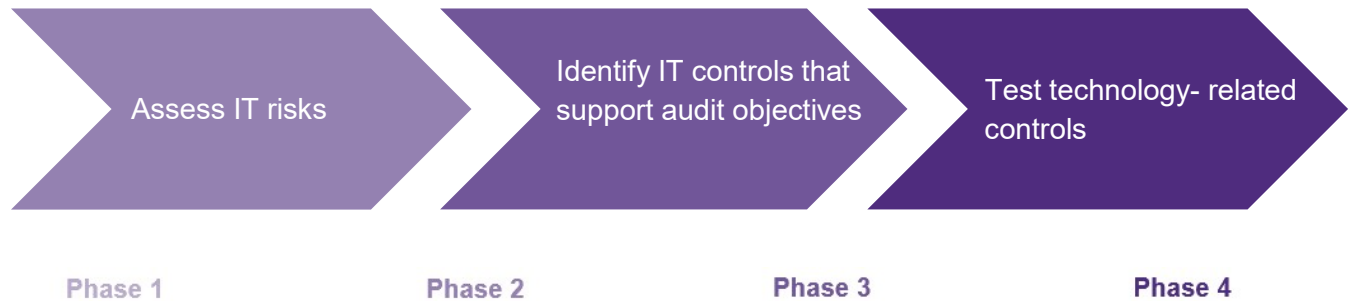 Assess IT risks
Identify IT controls that
support audit objectives
Test technology- related
controls
Phase 1
Phase 2
Phase 3
Phase 4